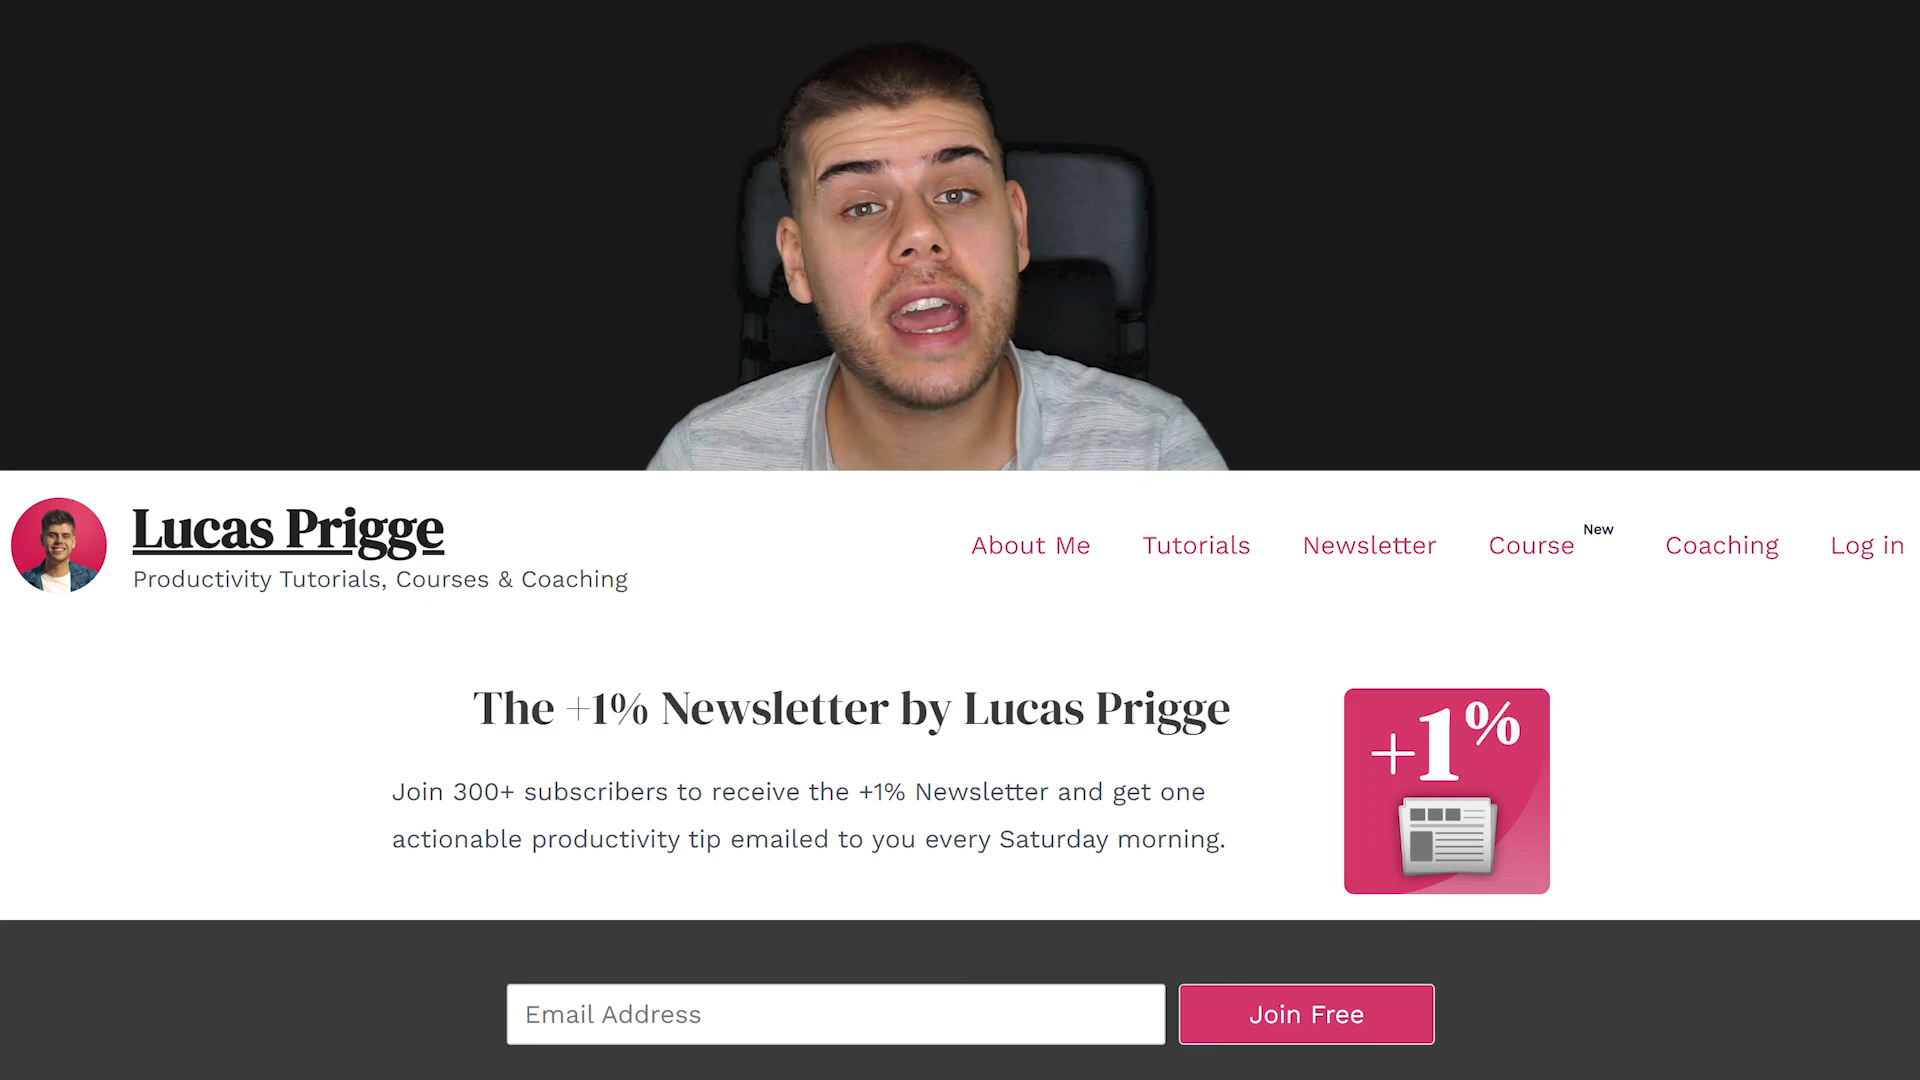 Lucas Prigge
Productivity Tutorials, Courses & Coaching
About Me Tutorials Newsletter Course New Coaching Log in
The +1% Newsletter by Lucas Prigge
Join 300+ subscribers to receive the +1% Newsletter and get one
actionable productivity tip emailed to you every Saturday morning.
+1%
Email Address
Join Free